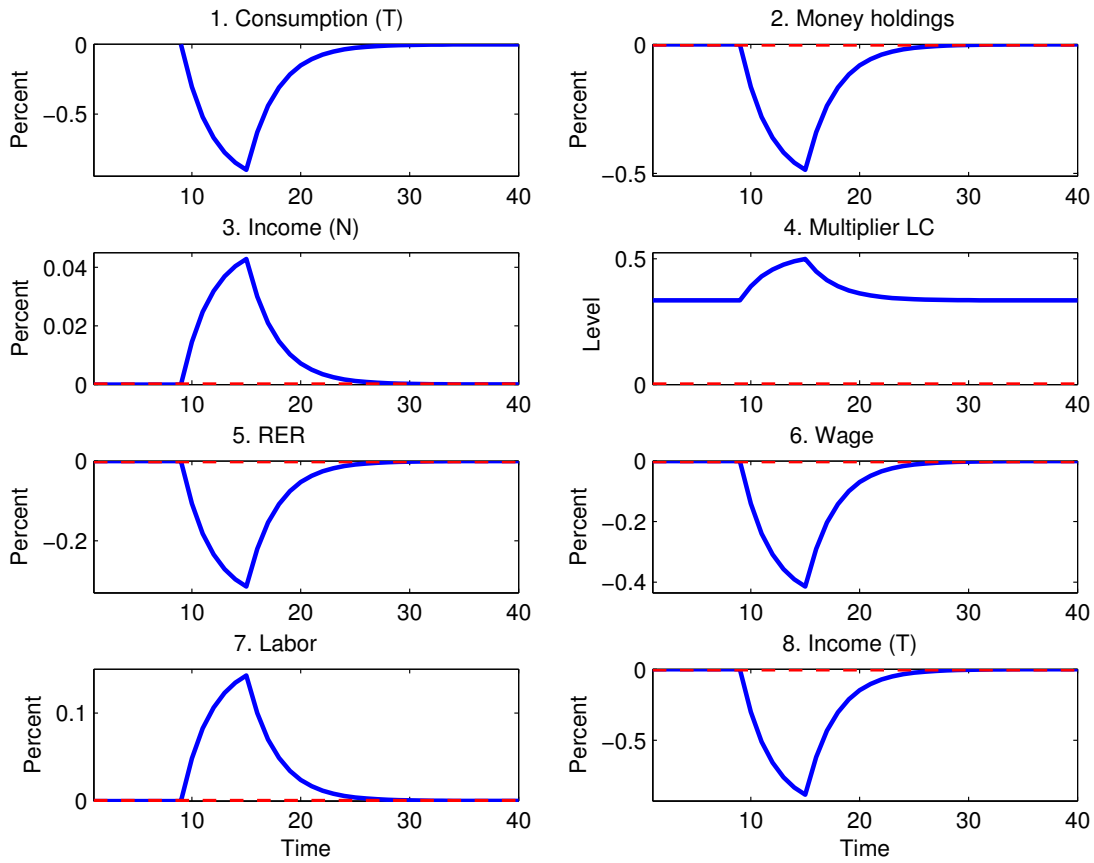 1. Consumption (T)
Percent
0
−0.5
10 20 30 40
2. Money holdings
Percent
0
−0.5
10 20 30 40
3. Income (N)
Percent
0.04
0.02
0
10 20 30 40
4. Multiplier LC
Level
0.5
0
10 20 30 40
5. RER
Percent
0
−0.2
10 20 30 40
6. Wage
Percent
0
−0.2
−0.4
10 20 30 40
7. Labor
Percent
0.1
0
10 20 30 40
Time
8. Income (T)
Percent
0
−0.5
10 20 30 40
Time